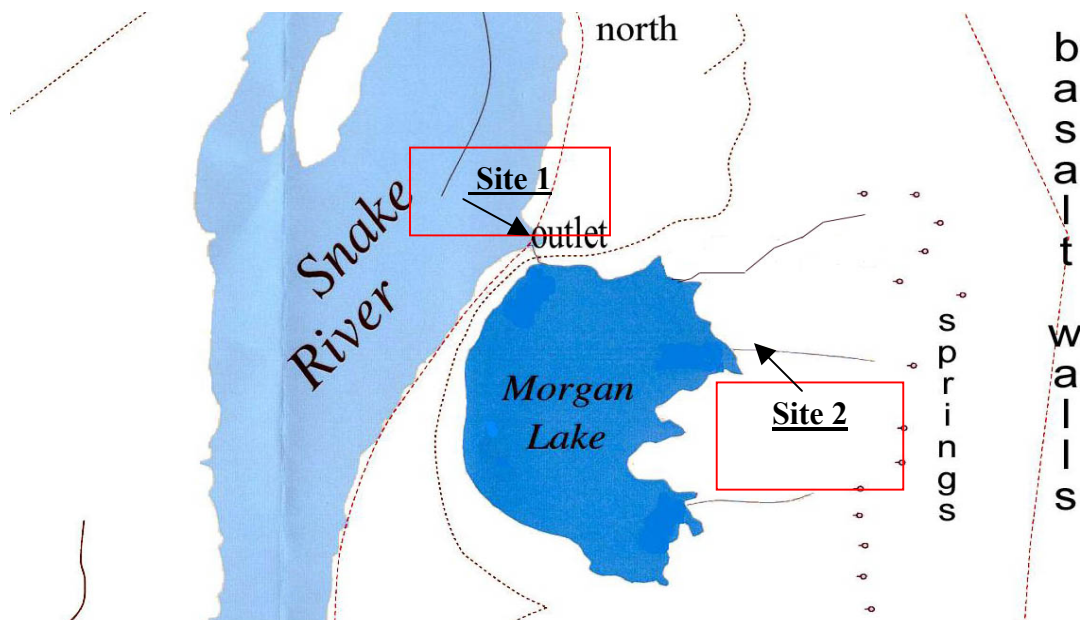 north
Site 1
outlet
Snake
River
Morgan
Lake
Site 2
springs
basalt walls